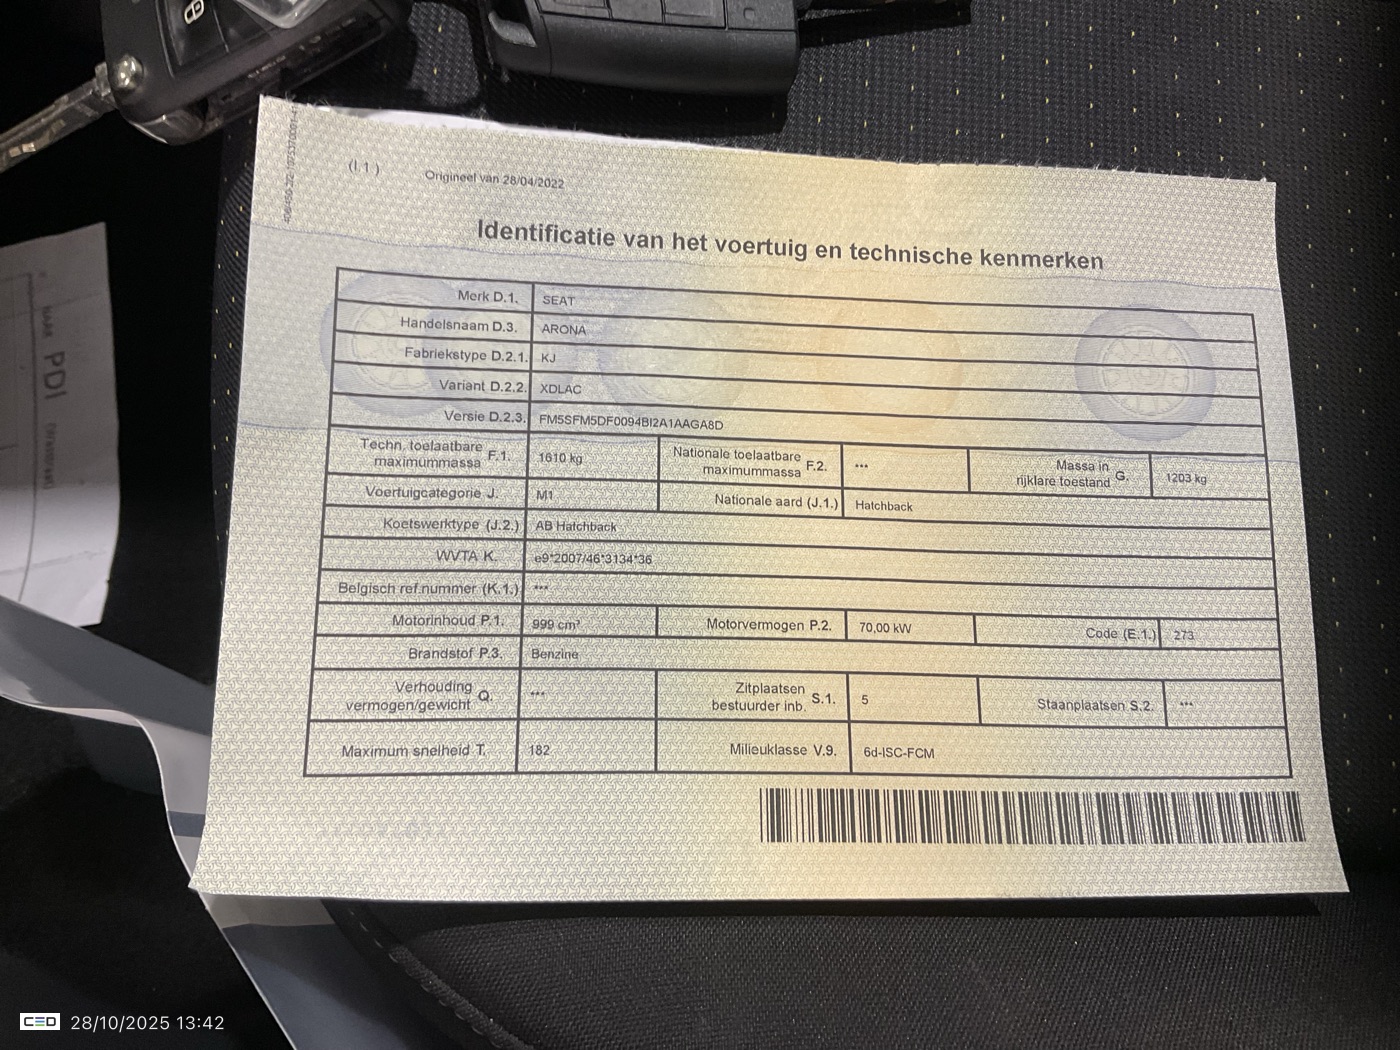 (I.1 )
Origineel van 28/04/2022
Identificatie van het voertuig en technische kenmerken
Merk D.1. SEAT
Handelsnaam D.3. ARONA
Fabriekstype D.2.1. KJ
Variant D.2.2. XDLAC
Versie D.2.3. FM5SFM5DF0094BI2A1AAGA8D
Techn. toelaatbare maximummassa F.1. 1610 kg Nationale toelaatbare maximummassa F.2. *** Massa in rijklare toestand G. 1203 kg
Voertuigcategorie J. M1 Nationale aard (J.1.) Hatchback
Koetswerktype (J.2.) AB Hatchback
WVTA K. e9*2007/46*3134*36
Belgisch ref.nummer (K.1.) ***
Motorinhoud P.1. 999 cm³ Motorvermogen P.2. 70,00 kW Code (E.1.) 273
Brandstof P.3. Benzine
Verhouding vermogen/gewicht Q. *** Zitplaatsen bestuurder inb. S.1. 5 Staanplaatsen S.2. ***
Maximum snelheid T. 182 Milieuklasse V.9. 6d-ISC-FCM
PDI
CED 28/10/2025 13:42